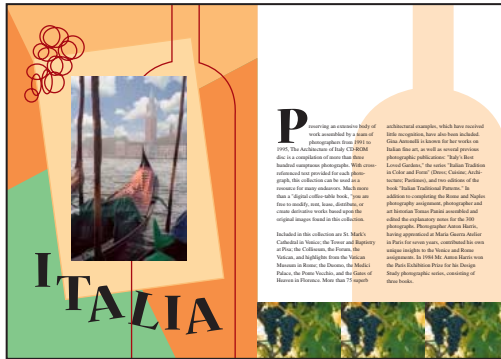 ITALIA
Preserving an extensive body of
work assembled by a team of
photographers from 1991 to
1995, The Architecture of Italy CD-ROM
disc is a compilation of more than three
hundred sumptuous photographs. With cross-
referenced text provided for each photo-
graph, this collection can be used as a
resource for many endeavors. Much more
than a "digital coffee-table book, "you are
free to modify, rent, lease, distribute, or
create derivative works based upon the
original images found in this collection.
Included in this collection are St. Mark's
Cathedral in Venice; the Tower and Baptistry
at Pisa; the Colliseum, the Forum, the
Vatican, and highlights from the Vatican
Museum in Rome; the Duomo, the Medici
Palace, the Ponte Vecchio, and the Gates of
Heaven in Florence. More than 75 superb
architectural examples, which have received
little recognition, have also been included.
Gina Antonelli is known for her works on
Italian fine art, as well as several previous
photographic publications: "Italy's Best
Loved Gardens," the series "Italian Tradition
in Color and Form" (Dress; Cuisine; Archi-
tecture; Pastimes), and two editions of the
book "Italian Traditional Patterns." In
addition to completing the Rome and Naples
photography assignment, photographer and
art historian Tomas Panini assembled and
edited the explanatory notes for the 300
photographs. Photographer Anton Harris,
having apprenticed at Maria Guerra Atelier
in Paris for seven years, contributed his own
unique insights to the Venice and Rome
assignments. In 1984 Mr. Anton Harris won
the Paris Exhibition Prize for his Design
Study photographic series, consisting of
three books.